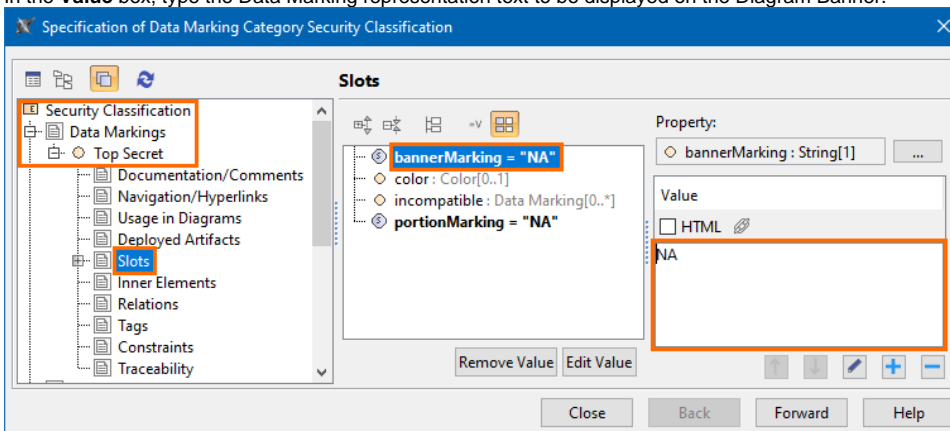 In the Value box, type the Data Marking representation text to be displayed on the Diagram Banner.
Specification of Data Marking Category Security Classification
Slots
Security Classification
Data Markings
Top Secret
Documentation/Comments
Navigation/Hyperlinks
Usage in Diagrams
Deployed Artifacts
Slots
Inner Elements
Relations
Tags
Constraints
Traceability
bannerMarking = "NA"
color : Color[0..1]
incompatible : Data Marking[0..*]
portionMarking = "NA"
Remove Value Edit Value
Property:
bannerMarking : String[1] ...
Value
HTML
NA
Close Back Forward Help